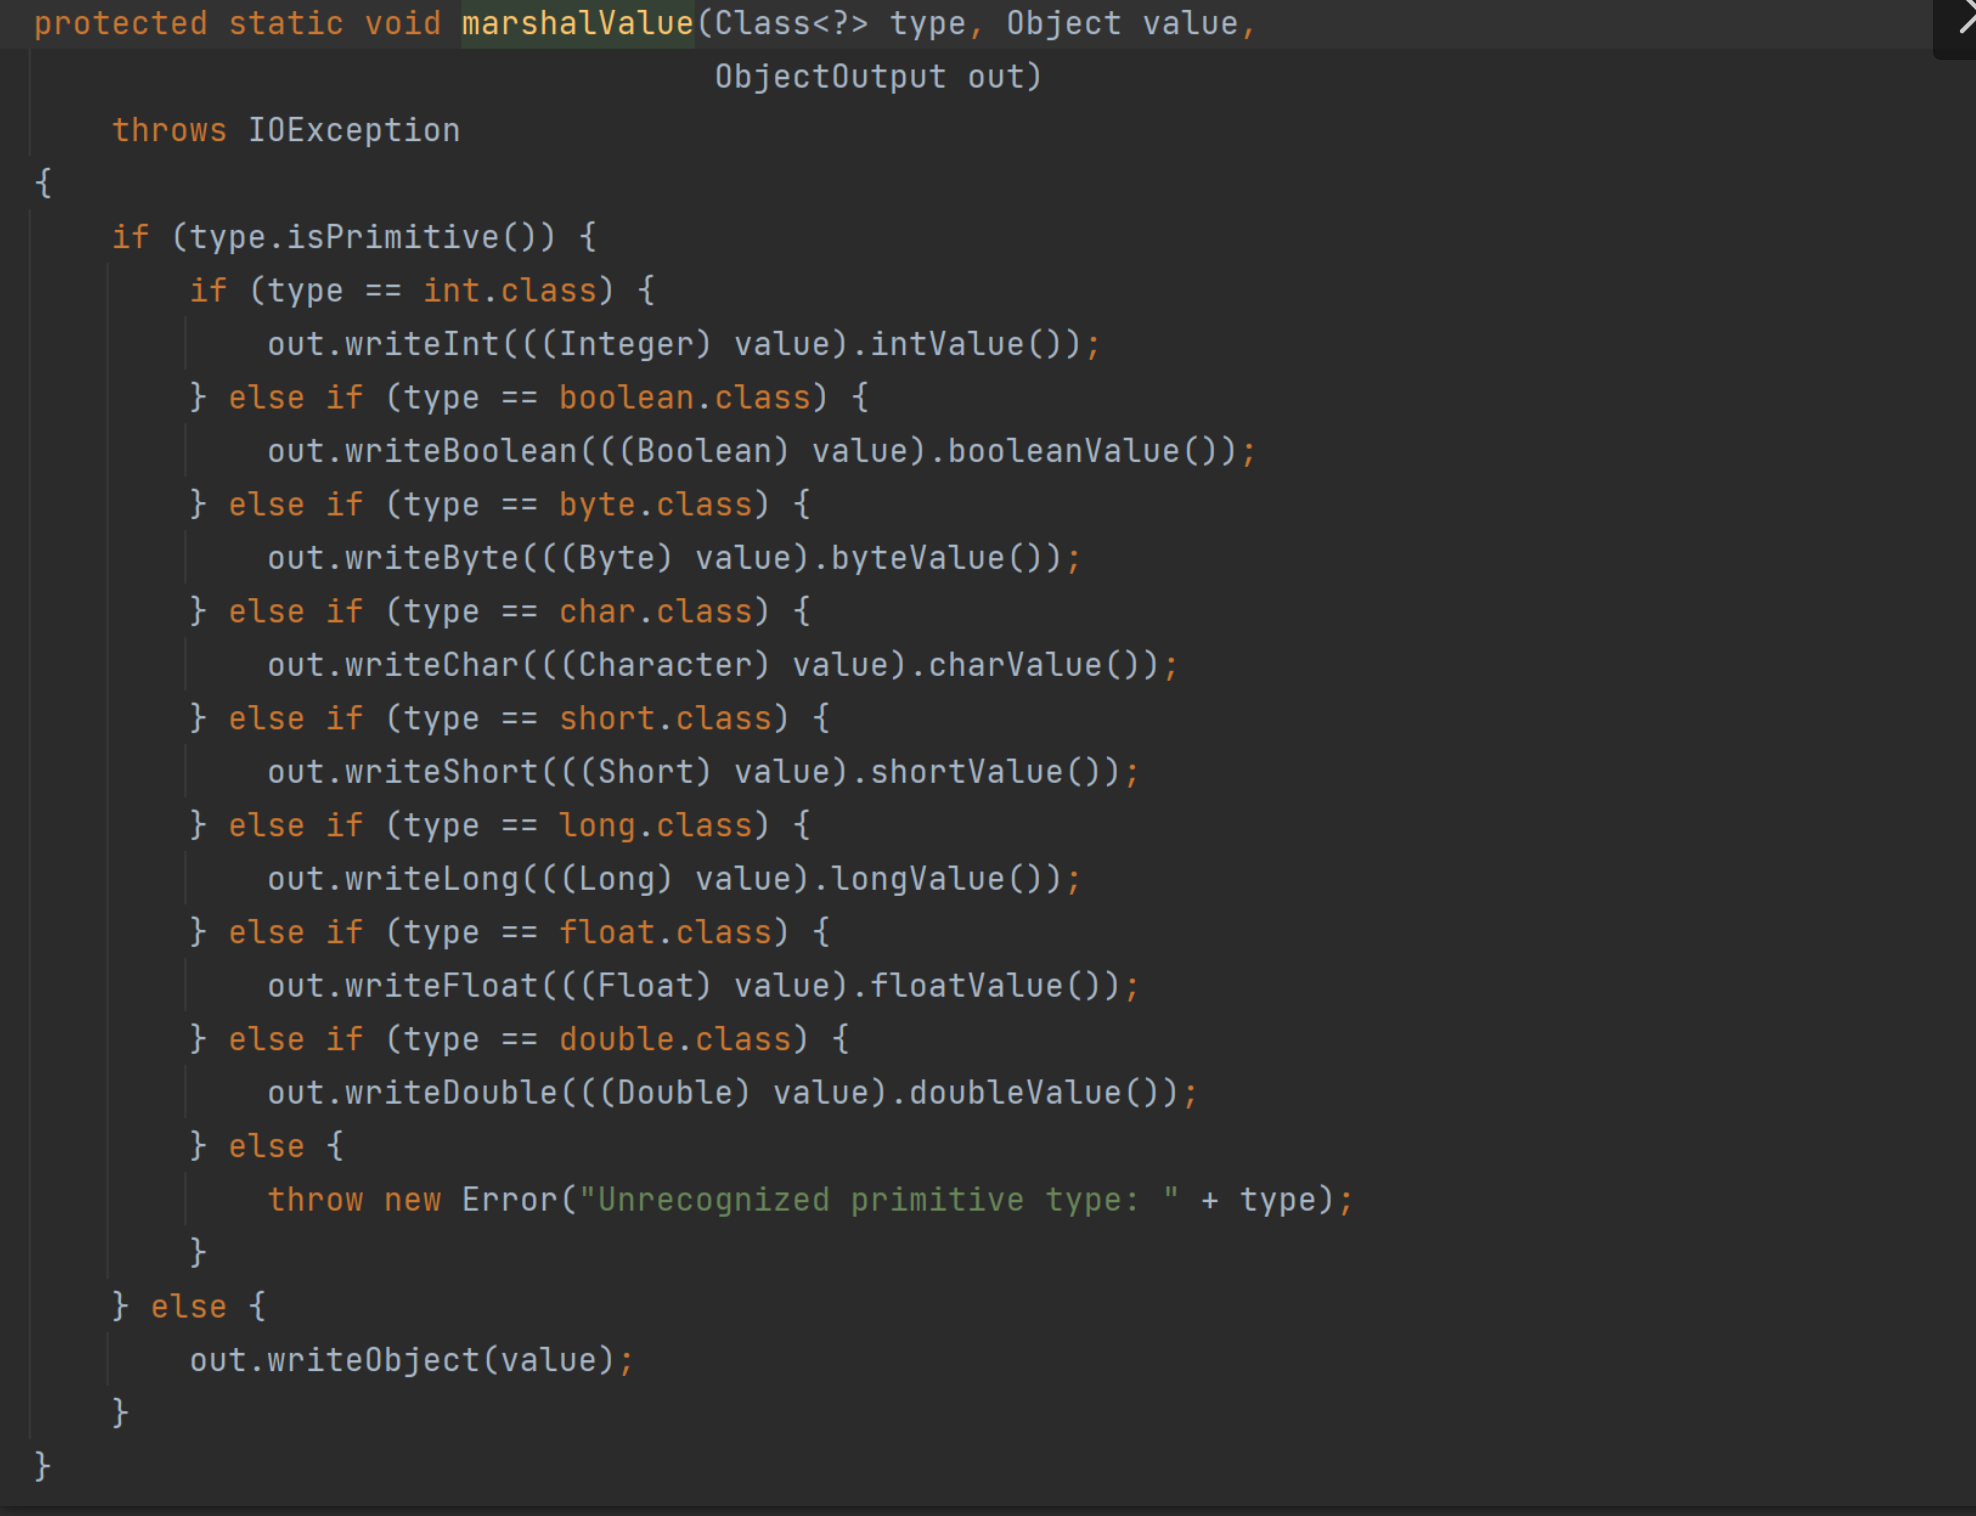 protected static void marshalValue(Class<?> type, Object value,
                                   ObjectOutput out)
    throws IOException
{
    if (type.isPrimitive()) {
        if (type == int.class) {
            out.writeInt(((Integer) value).intValue());
        } else if (type == boolean.class) {
            out.writeBoolean(((Boolean) value).booleanValue());
        } else if (type == byte.class) {
            out.writeByte(((Byte) value).byteValue());
        } else if (type == char.class) {
            out.writeChar(((Character) value).charValue());
        } else if (type == short.class) {
            out.writeShort(((Short) value).shortValue());
        } else if (type == long.class) {
            out.writeLong(((Long) value).longValue());
        } else if (type == float.class) {
            out.writeFloat(((Float) value).floatValue());
        } else if (type == double.class) {
            out.writeDouble(((Double) value).doubleValue());
        } else {
            throw new Error("Unrecognized primitive type: " + type);
        }
    } else {
        out.writeObject(value);
    }
}